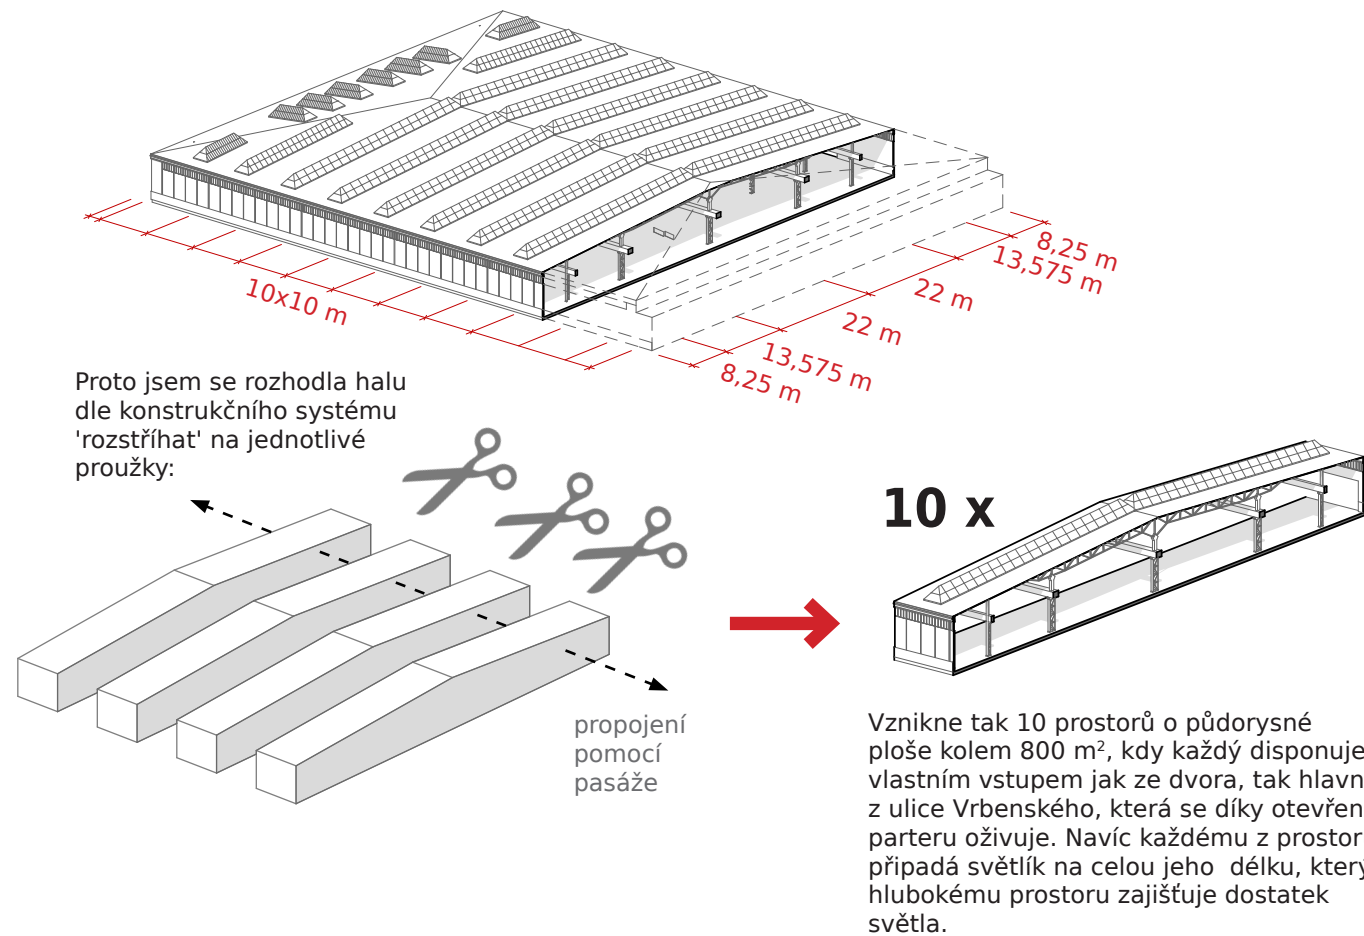 8,25 m
13,575 m
22 m
10x10 m
22 m
13,575 m
8,25 m
Proto jsem se rozhodla halu
dle konstrukčního systému
'rozstříhat' na jednotlivé
proužky:
10 x
propojení
pomocí
pasáže
Vznikne tak 10 prostorů o půdorysné
ploše kolem 800 m², kdy každý disponuje
vlastním vstupem jak ze dvora, tak hlavn
z ulice Vrbenského, která se díky otevřen
parteru oživuje. Navíc každému z prostor
připadá světlík na celou jeho délku, který
hlubokému prostoru zajišťuje dostatek
světla.